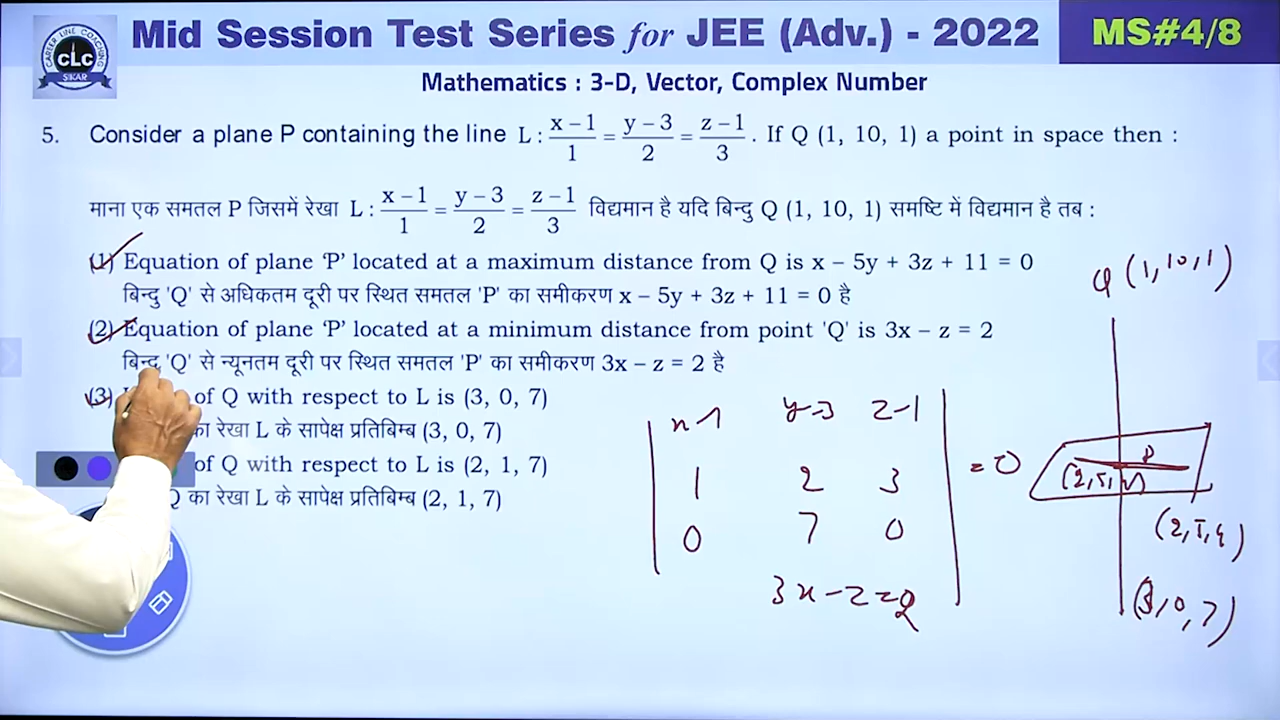 CAREER LINE COACHING
CLC
SIKAR
Mid Session Test Series for JEE (Adv.) - 2022
MS#4/8
Mathematics : 3-D, Vector, Complex Number
5. Consider a plane P containing the line L : x – 1 / 1 = y – 3 / 2 = z – 1 / 3 . If Q (1, 10, 1) a point in space then :
माना एक समतल P जिसमें रेखा L : x – 1 / 1 = y – 3 / 2 = z – 1 / 3 विद्यमान है यदि बिन्दु Q (1, 10, 1) समष्टि में विद्यमान है तब :
(1) Equation of plane ‘P’ located at a maximum distance from Q is x – 5y + 3z + 11 = 0
बिन्दु 'Q' से अधिकतम दूरी पर स्थित समतल 'P' का समीकरण x – 5y + 3z + 11 = 0 है
(2) Equation of plane ‘P’ located at a minimum distance from point 'Q' is 3x – z = 2
बिन्दु 'Q' से न्यूनतम दूरी पर स्थित समतल 'P' का समीकरण 3x – z = 2 है
(3) of Q with respect to L is (3, 0, 7)
का रेखा L के सापेक्ष प्रतिबिम्ब (3, 0, 7)
of Q with respect to L is (2, 1, 7)
Q का रेखा L के सापेक्ष प्रतिबिम्ब (2, 1, 7)
Q (1, 10, 1)
x-1 y-3 z-1
1 2 3 = 0
0 7 0
3x - z = 2
P
(2, 5, 4)
(3, 0, 7)